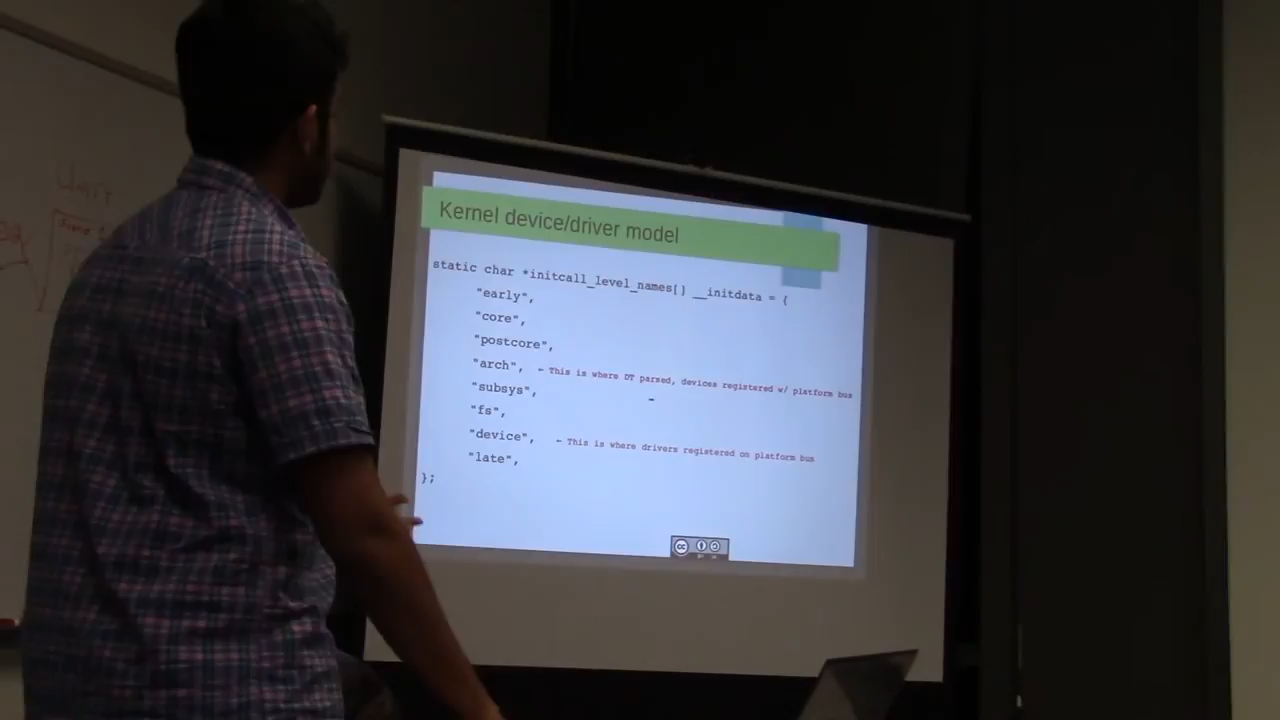 Kernel device/driver model
static char *initcall_level_names[] __initdata = {
"early",
"core",
"postcore",
"arch", ← This is where DT parsed, devices registered w/ platform bus
"subsys",
"fs",
"device", ← This is where drivers registered on platform bus
"late",
};
cc